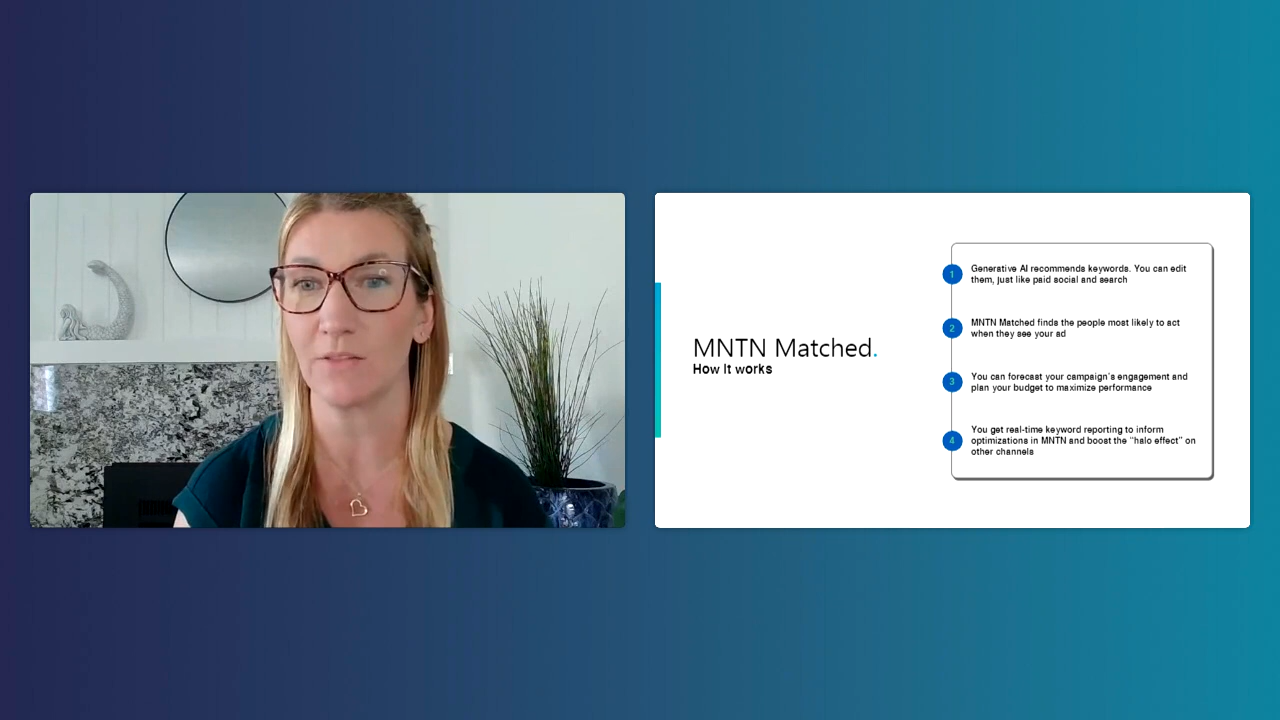 MNTN Matched.
How It works
1
Generative AI recommends keywords. You can edit
them, just like paid social and search
2
MNTN Matched finds the people most likely to act
when they see your ad
3
You can forecast your campaign's engagement and
plan your budget to maximize performance
4
You get real-time keyword reporting to inform
optimizations in MNTN and boost the "halo effect" on
other channels